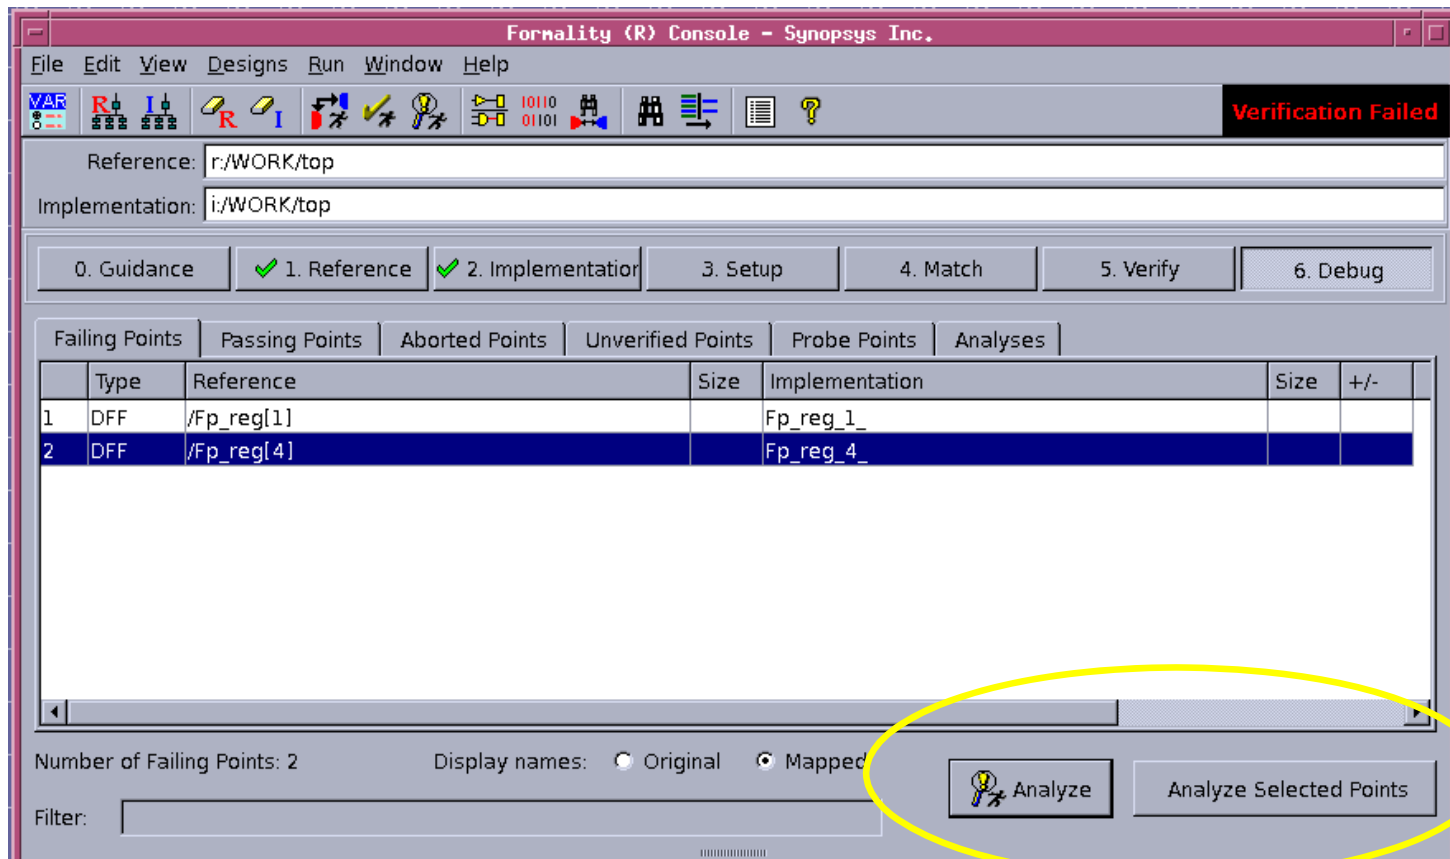 Formality (R) Console - Synopsys Inc.
File Edit View Designs Run Window Help
VAR R I R I 10110 01101 Verification Failed
Reference: r:/WORK/top
Implementation: i:/WORK/top
0. Guidance 1. Reference 2. Implementation 3. Setup 4. Match 5. Verify 6. Debug
Failing Points Passing Points Aborted Points Unverified Points Probe Points Analyses
Type Reference Size Implementation Size +/-
1 DFF /Fp_reg[1] Fp_reg_1_
2 DFF /Fp_reg[4] Fp_reg_4_
Number of Failing Points: 2 Display names: Original Mapped
Analyze Analyze Selected Points
Filter: